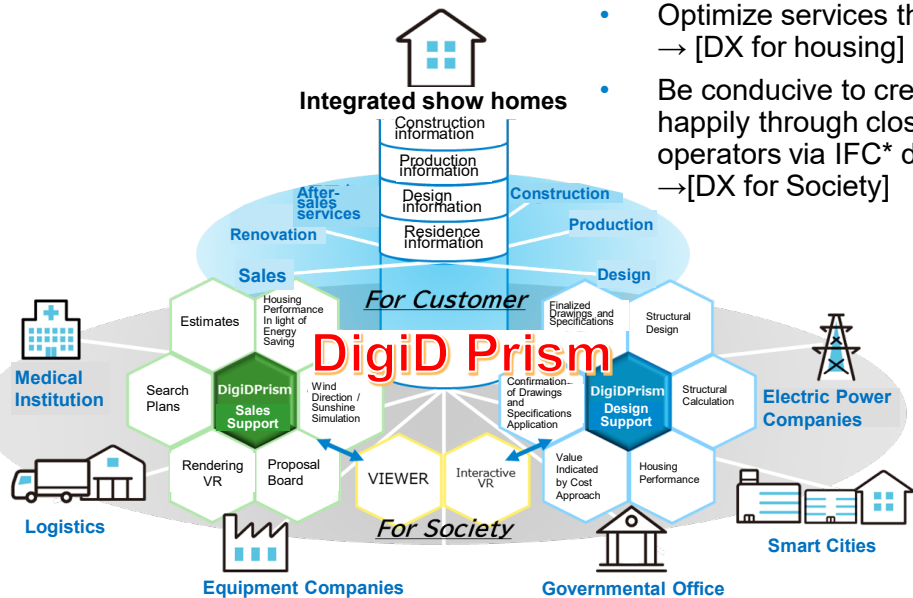 • Optimize services th
→ [DX for housing]
• Be conducive to cre
happily through clos
operators via IFC* d
→[DX for Society]
Integrated show homes
Construction
information
Production
information
Design
information
Residence
information
After-
sales
services
Renovation
Sales
Construction
Production
Design
For Customer
DigiD Prism
Estimates
Housing
Performance
In light of
Energy
Saving
Search
Plans
DigiDPrism
Sales
Support
Wind
Direction /
Sunshine
Simulation
Rendering
VR
Proposal
Board
VIEWER
Interactive
VR
Finalized
Drawings and
Specifications
Structural
Design
Confirmation
of Drawings
and
Specifications
Application
DigiDPrism
Design
Support
Structural
Calculation
Value
Indicated
by Cost
Approach
Housing
Performance
For Society
Medical
Institution
Logistics
Equipment Companies
Governmental Office
Smart Cities
Electric Power
Companies